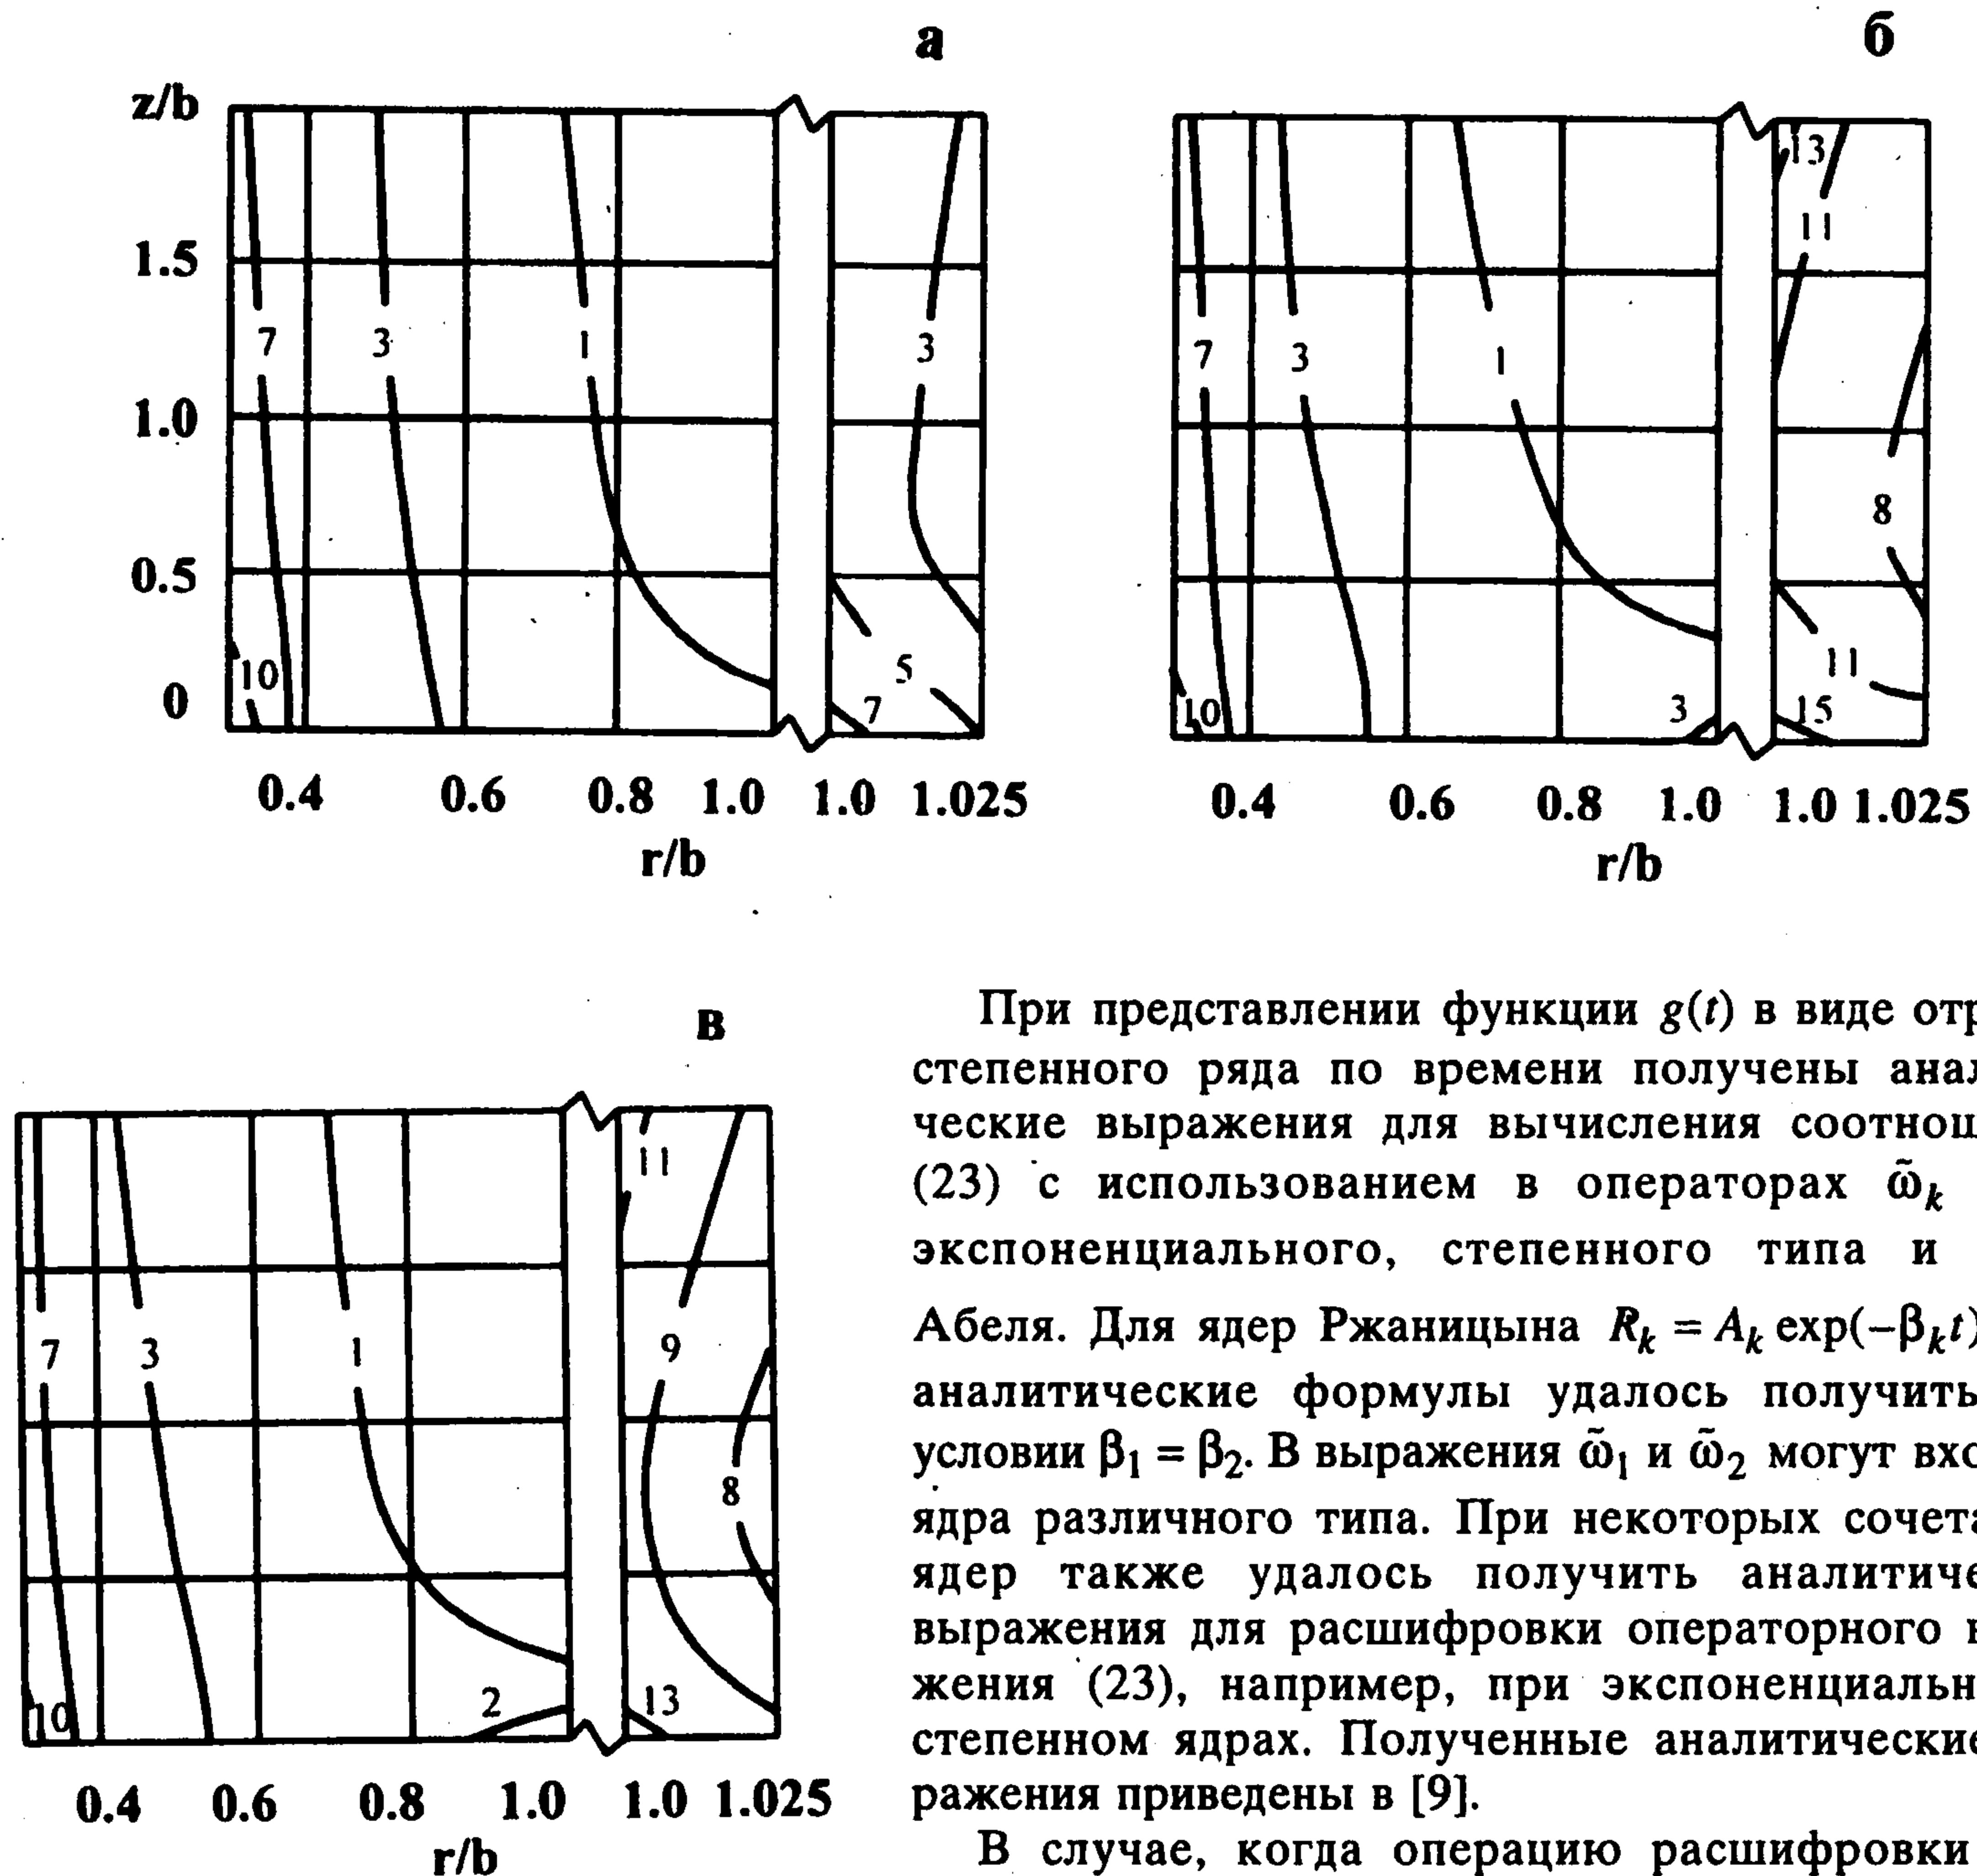 а
z/b
1.5
1.0
0.5
0
7 3 1 3
10 5
7
0.4 0.6 0.8 1.0 1.0 1.025
r/b
б
13
11
7 3 1
8
11
10 3 15
0.4 0.6 0.8 1.0 1.0 1.025
r/b
в
11
7 3 1 9
8
10 2 13
0.4 0.6 0.8 1.0 1.0 1.025
r/b
При представлении функции g(t) в виде отр
степенного ряда по времени получены анал
ческие выражения для вычисления соотнош
(23) с использованием в операторах ω̃k
экспоненциального, степенного типа и
Абеля. Для ядер Ржаницына Rk = Ak exp(−βkt)
аналитические формулы удалось получить
условии β1 = β2. В выражения ω̃1 и ω̃2 могут вхо
ядра различного типа. При некоторых сочета
ядер также удалось получить аналитиче
выражения для расшифровки операторного в
жения (23), например, при экспоненциальн
степенном ядрах. Полученные аналитические
ражения приведены в [9].
В случае, когда операцию расшифровки